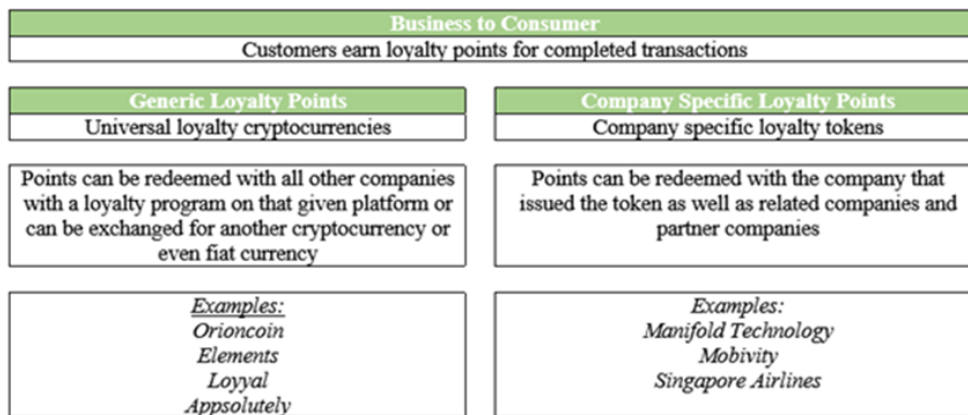 Business to Consumer
Customers earn loyalty points for completed transactions
Generic Loyalty Points
Universal loyalty cryptocurrencies
Points can be redeemed with all other companies
with a loyalty program on that given platform or
can be exchanged for another cryptocurrency or
even fiat currency
Examples:
Orioncoin
Elements
Loyyal
Appsolutely
Company Specific Loyalty Points
Company specific loyalty tokens
Points can be redeemed with the company that
issued the token as well as related companies and
partner companies
Examples:
Manifold Technology
Mobivity
Singapore Airlines